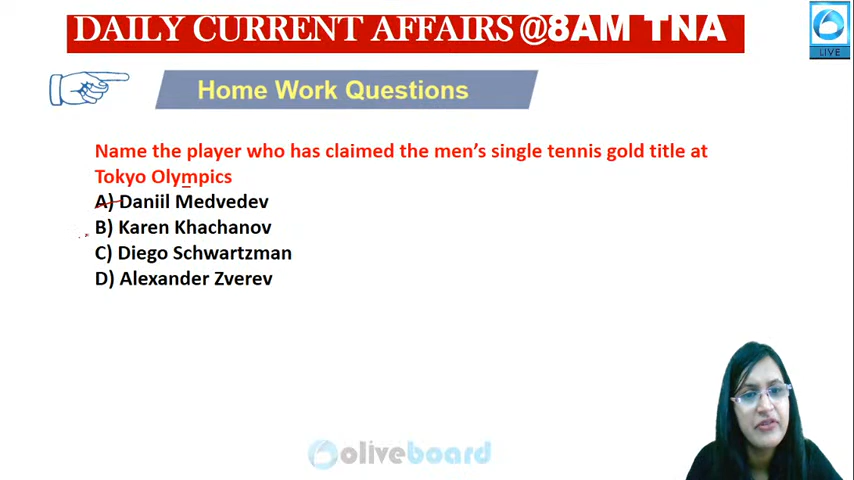 DAILY CURRENT AFFAIRS @8AM TNA
LIVE
Home Work Questions
Name the player who has claimed the men's single tennis gold title at
Tokyo Olympics
A) Daniil Medvedev
B) Karen Khachanov
C) Diego Schwartzman
D) Alexander Zverev
oliveboard